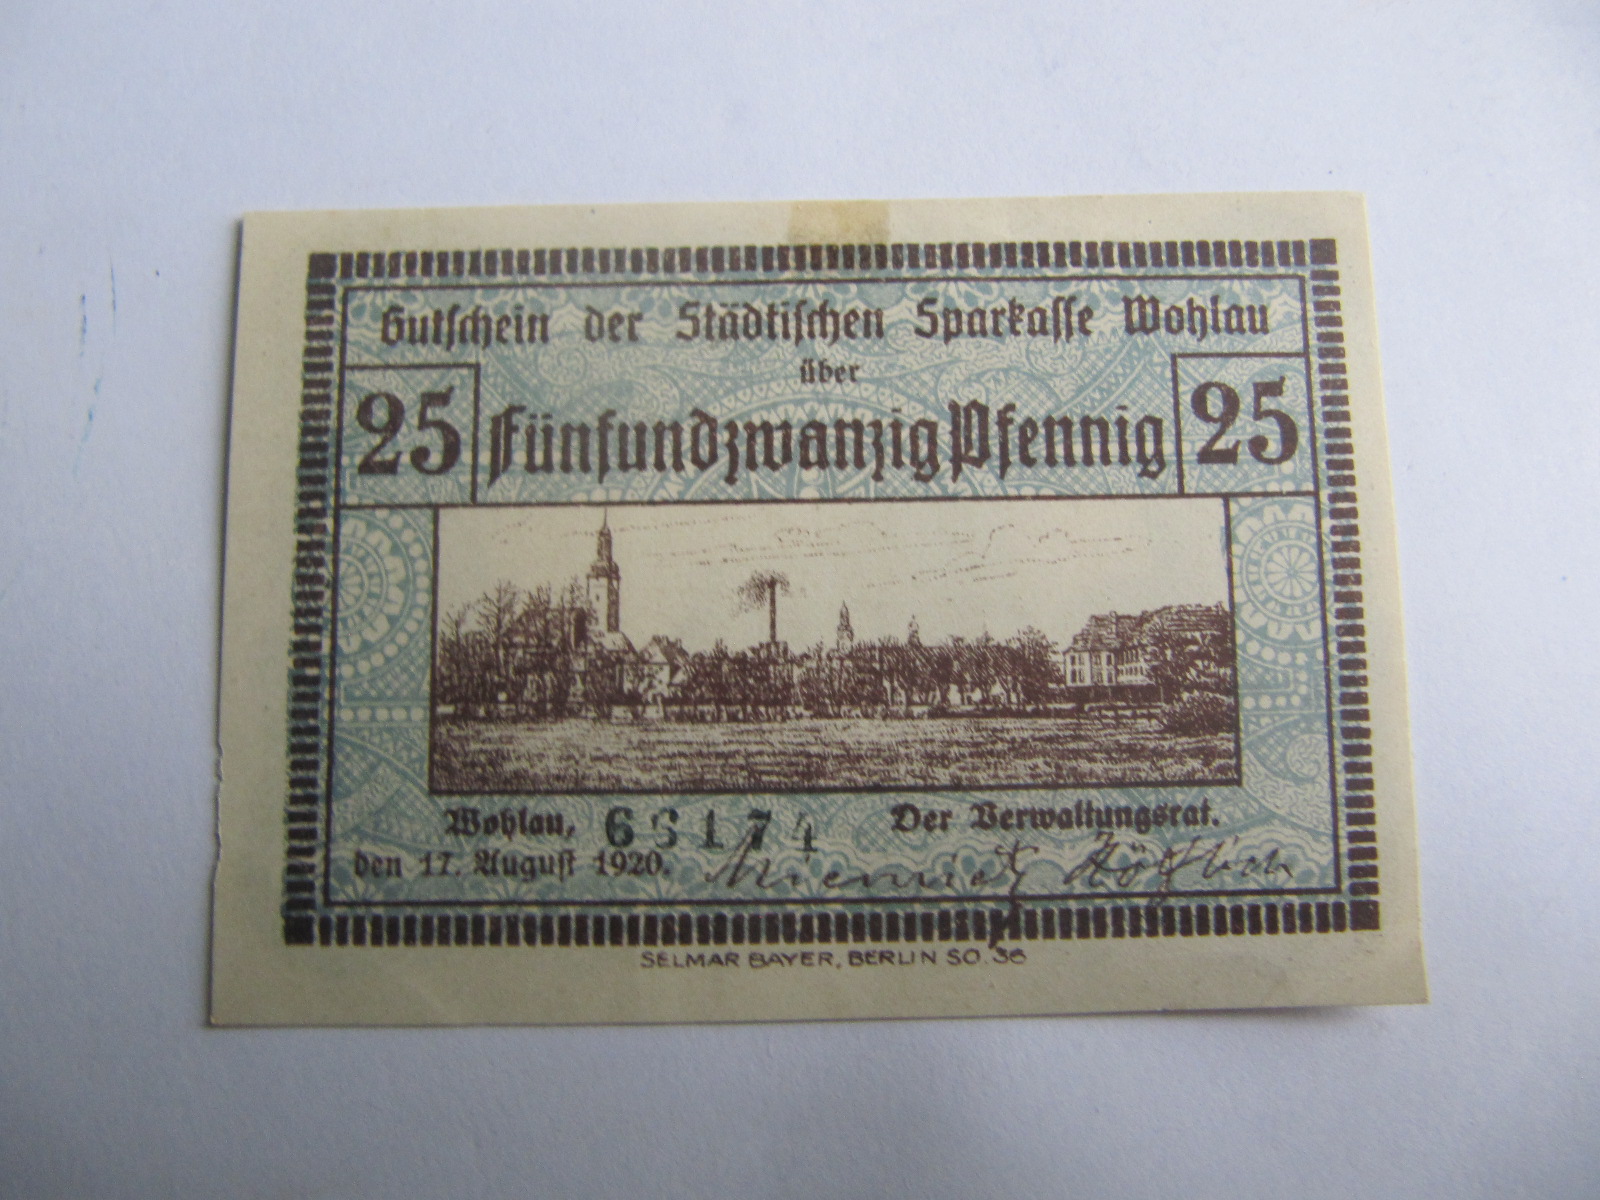 Gutschein der Städtischen Sparkasse Wohlau
über
25 Fünfundzwanzig Pfennig 25
Wohlau, 66174 Der Verwaltungsrat.
den 17. August 1920.
SELMAR BAYER, BERLIN SO. 36